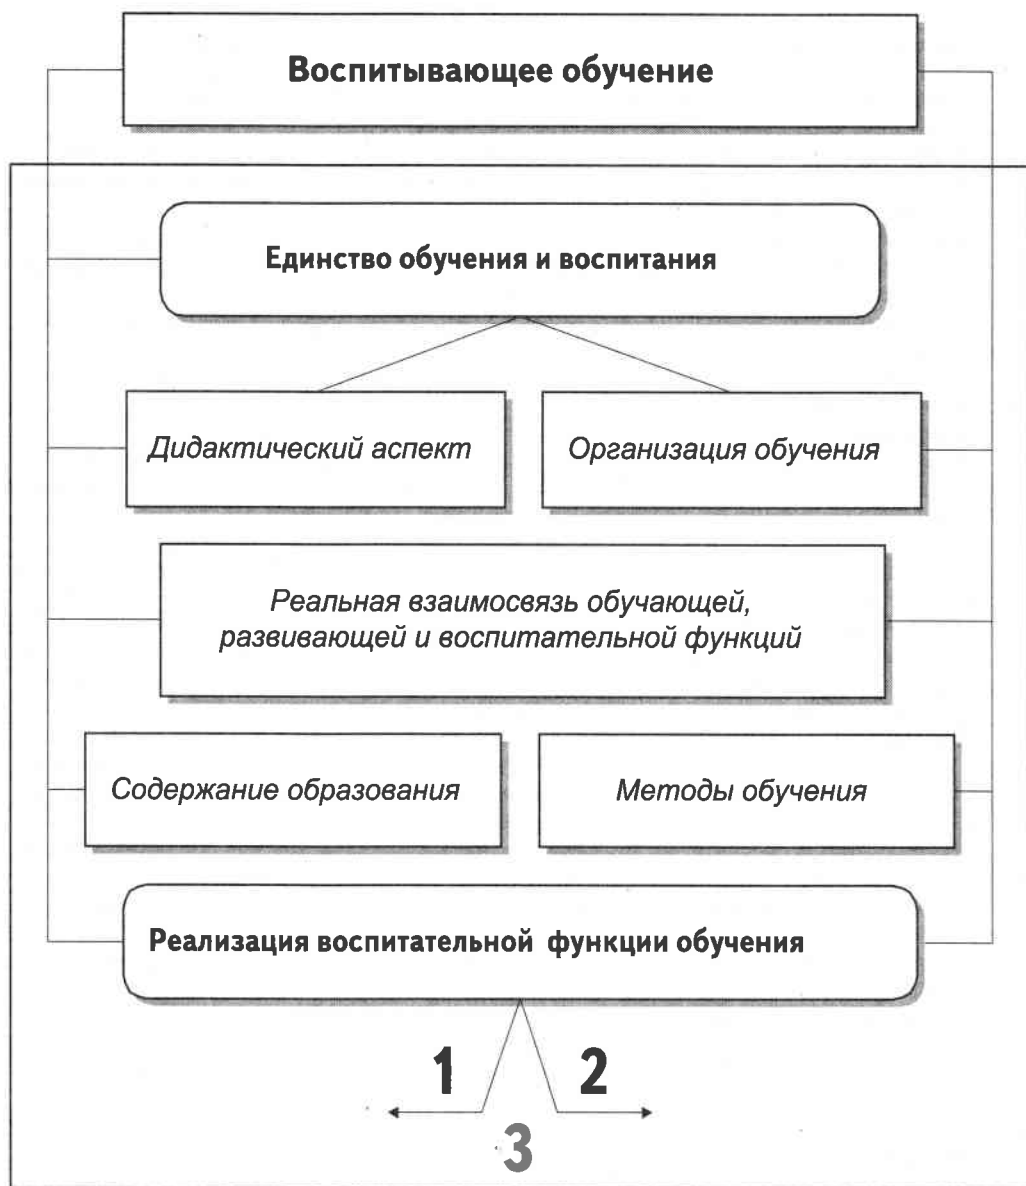 Воспитывающее обучение
Единство обучения и воспитания
Дидактический аспект
Организация обучения
Реальная взаимосвязь обучающей,
развивающей и воспитательной функций
Содержание образования
Методы обучения
Реализация воспитательной функции обучения
1
2
3